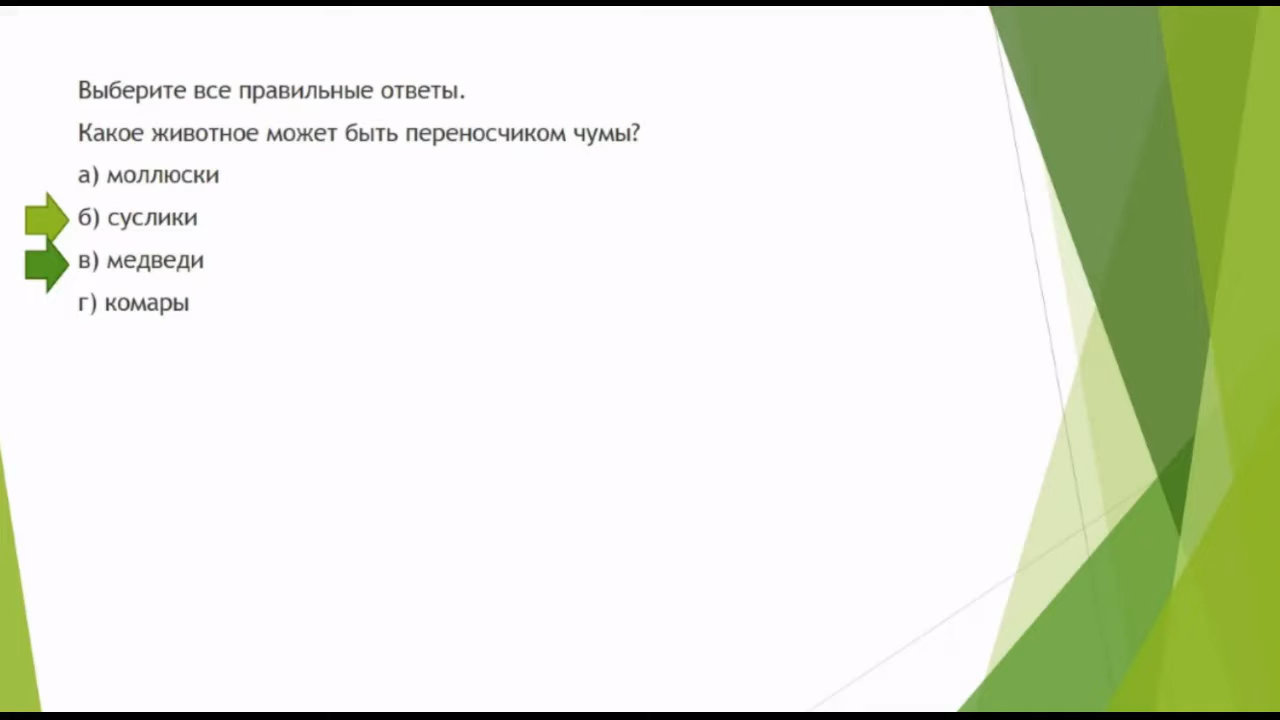 Выберите все правильные ответы.
Какое животное может быть переносчиком чумы?
а) моллюски
б) суслики
в) медведи
г) комары